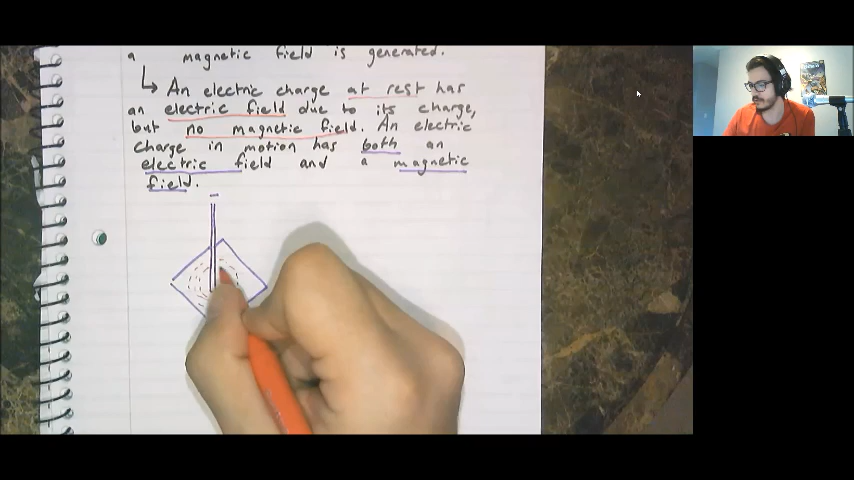 a magnetic field is generated.
↳ An electric charge at rest has
an electric field due to its charge,
but no magnetic field. An electric
charge in motion has both an
electric field and a magnetic
field.